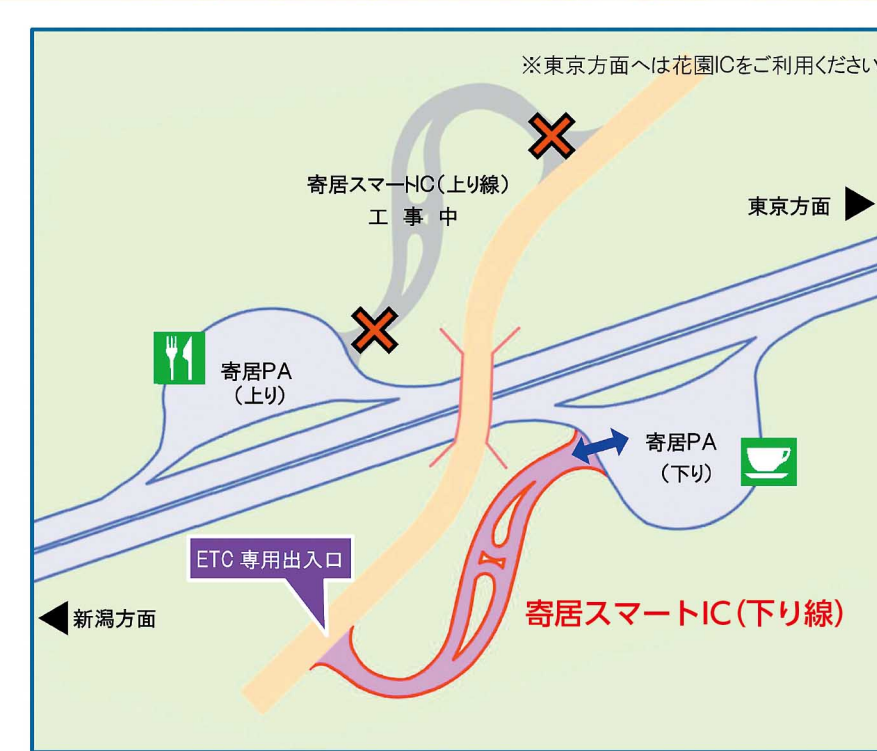 ※東京方面へは花園ICをご利用ください
寄居スマートIC(上り線)
工 事 中
東京方面
寄居PA
(上り)
寄居PA
(下り)
ETC 専用出入口
新潟方面
寄居スマートIC(下り線)